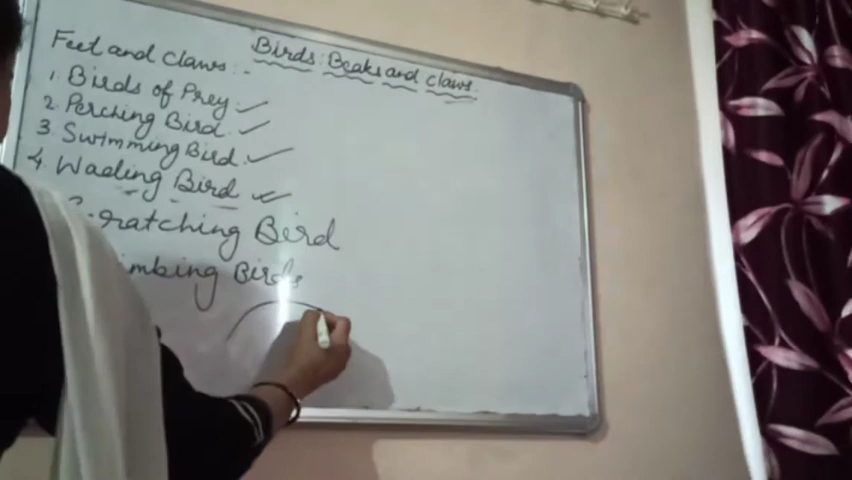 Birds: Beaks and claws.
Feet and claws:-
1. Birds of Prey
2. Perching Bird
3. Swimming Bird
4. Wading Bird
ratching Bird
imbing Birds